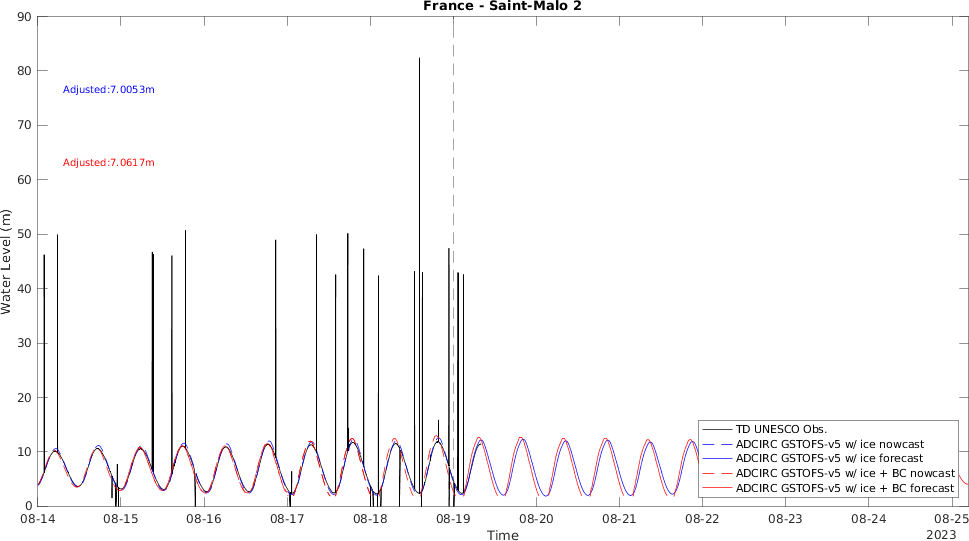 France - Saint-Malo 2
90
80
70
60
50
40
30
20
10
0
Water Level (m)
Adjusted:7.0053m
Adjusted:7.0617m
TD UNESCO Obs.
ADCIRC GSTOFS-v5 w/ ice nowcast
ADCIRC GSTOFS-v5 w/ ice forecast
ADCIRC GSTOFS-v5 w/ ice + BC nowcast
ADCIRC GSTOFS-v5 w/ ice + BC forecast
08-14 08-15 08-16 08-17 08-18 08-19 08-20 08-21 08-22 08-23 08-24 08-25
Time
2023